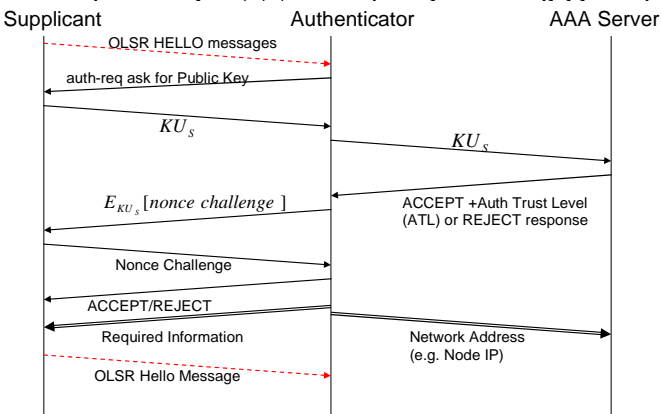 Supplicant Authenticator AAA Server
OLSR HELLO messages
auth-req ask for Public Key
KU_S
KU_S
E_{KU_S}[nonce challenge ]
ACCEPT +Auth Trust Level
(ATL) or REJECT response
Nonce Challenge
ACCEPT/REJECT
Required Information
Network Address
(e.g. Node IP)
OLSR Hello Message